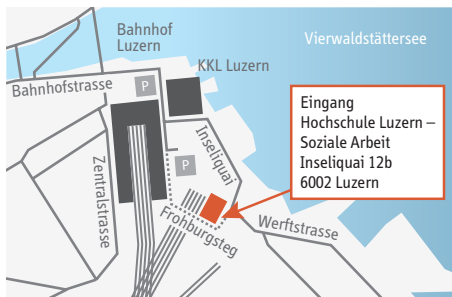 Bahnhof
Luzern
Vierwaldstättersee
KKL Luzern
Bahnhofstrasse
P
Eingang
Hochschule Luzern –
Soziale Arbeit
Inseliquai 12b
6002 Luzern
Inseliquai
P
Zentralstrasse
Frohburgsteg
Werftstrasse